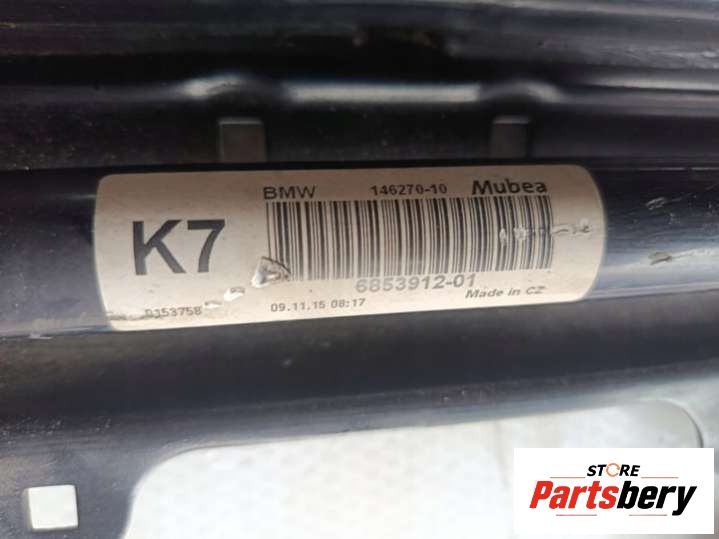 BMW 146270-10 Mubea
K7
6853912-01
Made in CZ
0353758
09.11.15 08:17
STORE
Partsbery